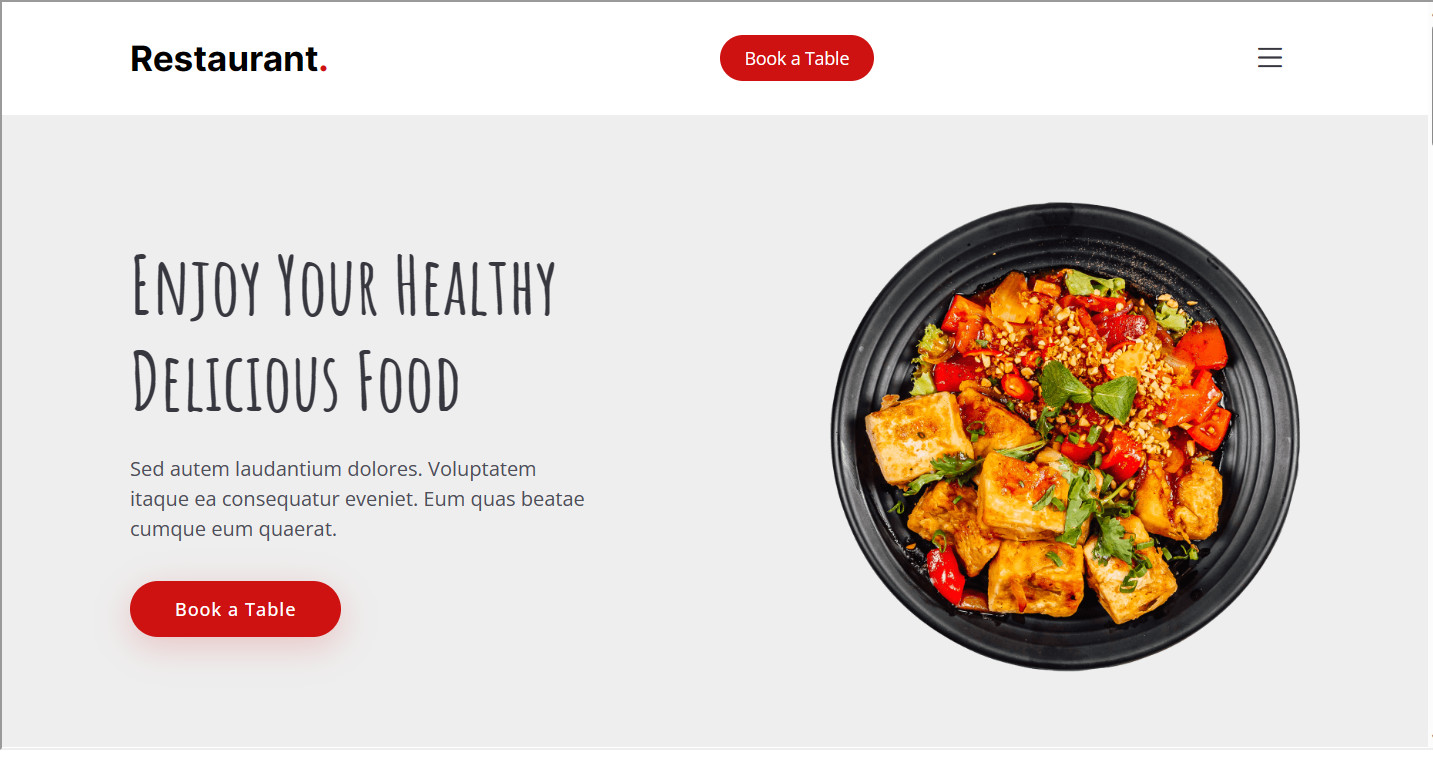 Restaurant.
Book a Table
Enjoy Your Healthy
Delicious Food
Sed autem laudantium dolores. Voluptatem
itaque ea consequatur eveniet. Eum quas beatae
cumque eum quaerat.
Book a Table